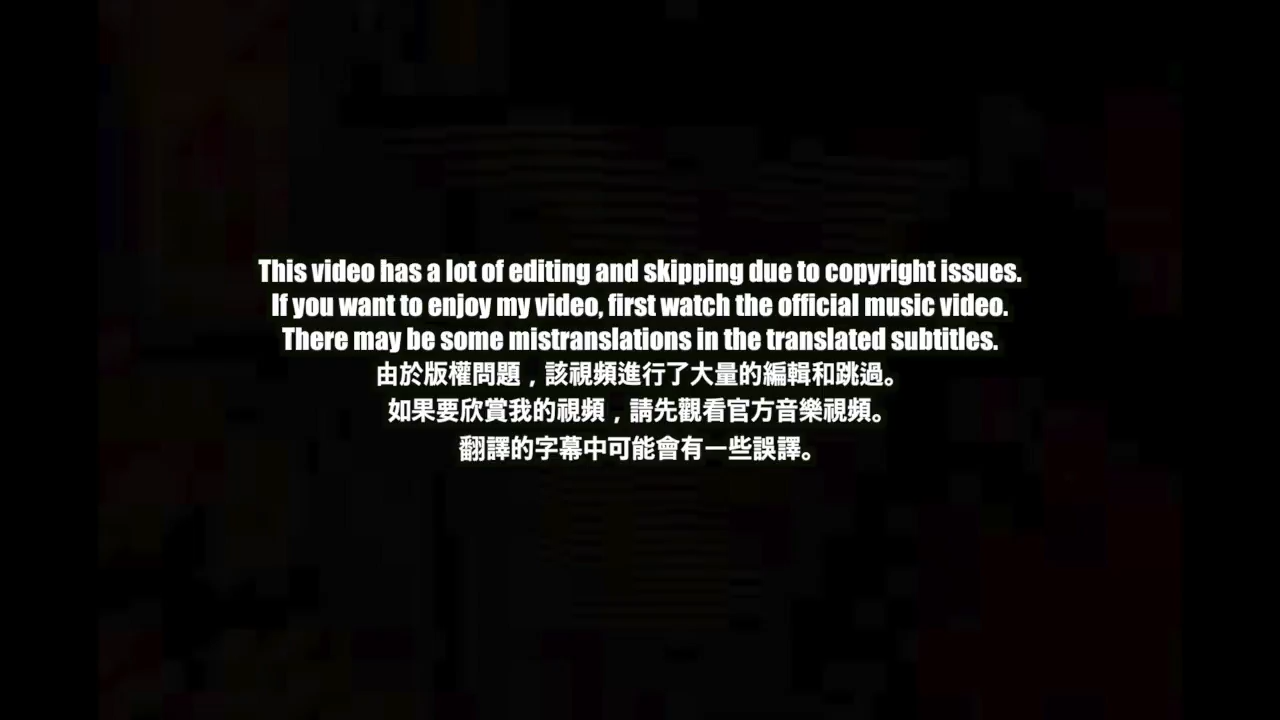 This video has a lot of editing and skipping due to copyright issues.
If you want to enjoy my video, first watch the official music video.
There may be some mistranslations in the translated subtitles.
由於版權問題，該視頻進行了大量的編輯和跳過。
如果要欣賞我的視頻，請先觀看官方音樂視頻。
翻譯的字幕中可能會有一些誤譯。